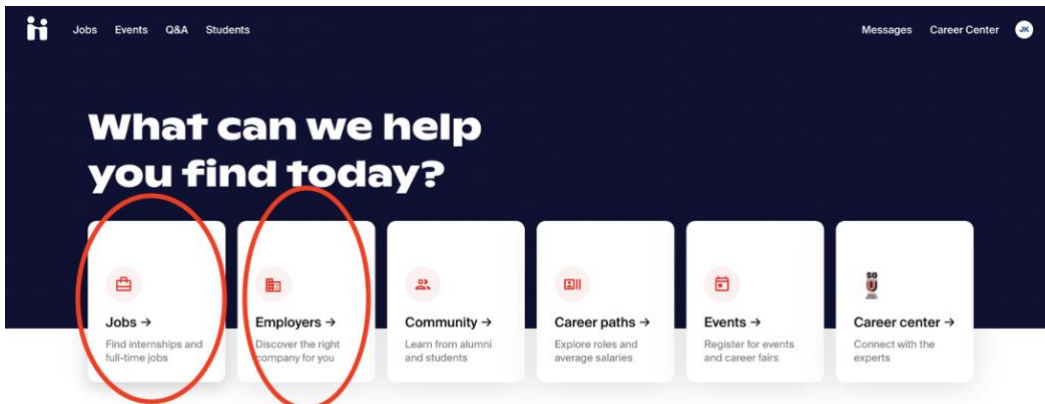 Jobs Events Q&A Students
Messages Career Center JK
What can we help
you find today?
Jobs →
Find internships and
full-time jobs
Employers →
Discover the right
company for you
Community →
Learn from alumni
and students
Career paths →
Explore roles and
average salaries
Events →
Register for events
and career fairs
SO
U
Career center →
Connect with the
experts